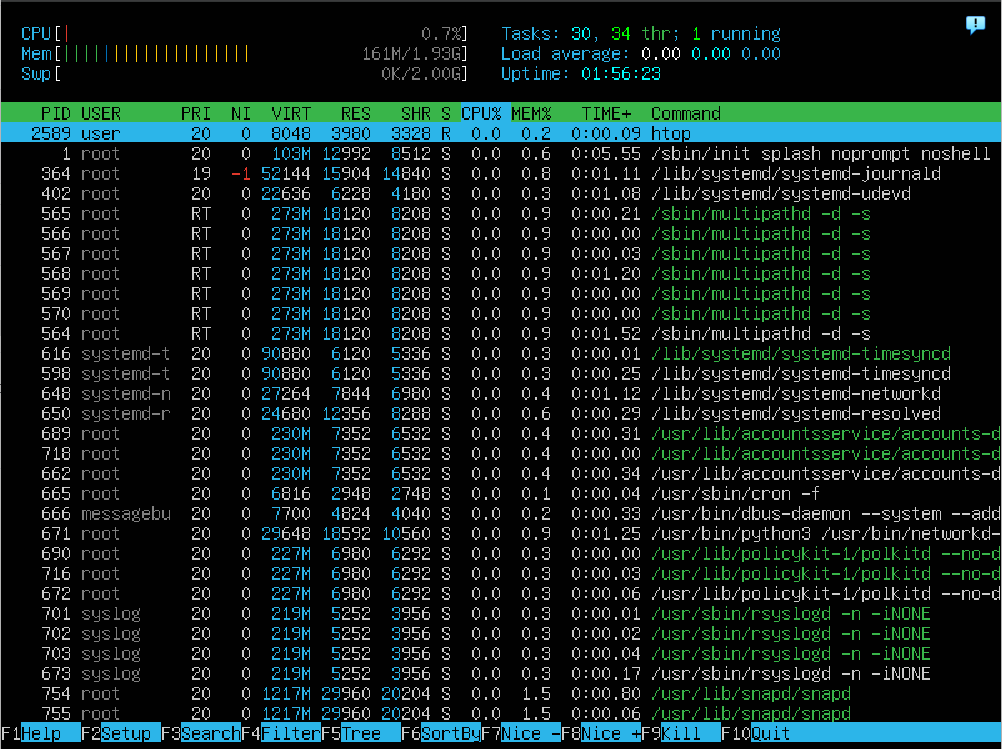 CPU[| 0.7%] Tasks: 30, 34 thr; 1 running
Mem[||||||||||||||||||| 161M/1.93G] Load average: 0.00 0.00 0.00
Swp[ 0K/2.00G] Uptime: 01:56:23
PID USER PRI NI VIRT RES SHR S CPU% MEM% TIME+ Command
2589 user 20 0 8048 3980 3328 R 0.0 0.2 0:00.09 htop
1 root 20 0 103M 12992 8512 S 0.0 0.6 0:05.55 /sbin/init splash noprompt noshell
364 root 19 -1 52144 15904 14840 S 0.0 0.8 0:01.11 /lib/systemd/systemd-journald
402 root 20 0 22636 6228 4180 S 0.0 0.3 0:01.08 /lib/systemd/systemd-udevd
565 root RT 0 273M 18120 8208 S 0.0 0.9 0:00.21 /sbin/multipathd -d -s
566 root RT 0 273M 18120 8208 S 0.0 0.9 0:00.00 /sbin/multipathd -d -s
567 root RT 0 273M 18120 8208 S 0.0 0.9 0:00.03 /sbin/multipathd -d -s
568 root RT 0 273M 18120 8208 S 0.0 0.9 0:01.20 /sbin/multipathd -d -s
569 root RT 0 273M 18120 8208 S 0.0 0.9 0:00.00 /sbin/multipathd -d -s
570 root RT 0 273M 18120 8208 S 0.0 0.9 0:00.00 /sbin/multipathd -d -s
564 root RT 0 273M 18120 8208 S 0.0 0.9 0:01.52 /sbin/multipathd -d -s
616 systemd-t 20 0 90880 6120 5336 S 0.0 0.3 0:00.01 /lib/systemd/systemd-timesyncd
598 systemd-t 20 0 90880 6120 5336 S 0.0 0.3 0:00.25 /lib/systemd/systemd-timesyncd
648 systemd-n 20 0 27264 7844 6980 S 0.0 0.4 0:01.12 /lib/systemd/systemd-networkd
650 systemd-r 20 0 24680 12356 8288 S 0.0 0.6 0:00.29 /lib/systemd/systemd-resolved
689 root 20 0 230M 7352 6532 S 0.0 0.4 0:00.31 /usr/lib/accountsservice/accounts-d
718 root 20 0 230M 7352 6532 S 0.0 0.4 0:00.00 /usr/lib/accountsservice/accounts-d
662 root 20 0 230M 7352 6532 S 0.0 0.4 0:00.34 /usr/lib/accountsservice/accounts-d
665 root 20 0 6816 2948 2748 S 0.0 0.1 0:00.04 /usr/sbin/cron -f
666 messagebu 20 0 7700 4824 4040 S 0.0 0.2 0:00.33 /usr/bin/dbus-daemon --system --add
671 root 20 0 29648 18592 10560 S 0.0 0.9 0:01.25 /usr/bin/python3 /usr/bin/networkd-
690 root 20 0 227M 6980 6292 S 0.0 0.3 0:00.00 /usr/lib/policykit-1/polkitd --no-d
716 root 20 0 227M 6980 6292 S 0.0 0.3 0:00.03 /usr/lib/policykit-1/polkitd --no-d
672 root 20 0 227M 6980 6292 S 0.0 0.3 0:00.06 /usr/lib/policykit-1/polkitd --no-d
701 syslog 20 0 219M 5252 3956 S 0.0 0.3 0:00.01 /usr/sbin/rsyslogd -n -iNONE
702 syslog 20 0 219M 5252 3956 S 0.0 0.3 0:00.02 /usr/sbin/rsyslogd -n -iNONE
703 syslog 20 0 219M 5252 3956 S 0.0 0.3 0:00.04 /usr/sbin/rsyslogd -n -iNONE
673 syslog 20 0 219M 5252 3956 S 0.0 0.3 0:00.17 /usr/sbin/rsyslogd -n -iNONE
754 root 20 0 1217M 29960 20204 S 0.0 1.5 0:00.80 /usr/lib/snapd/snapd
755 root 20 0 1217M 29960 20204 S 0.0 1.5 0:00.06 /usr/lib/snapd/snapd
F1Help F2Setup F3SearchF4FilterF5Tree F6SortByF7Nice -F8Nice +F9Kill F10Quit